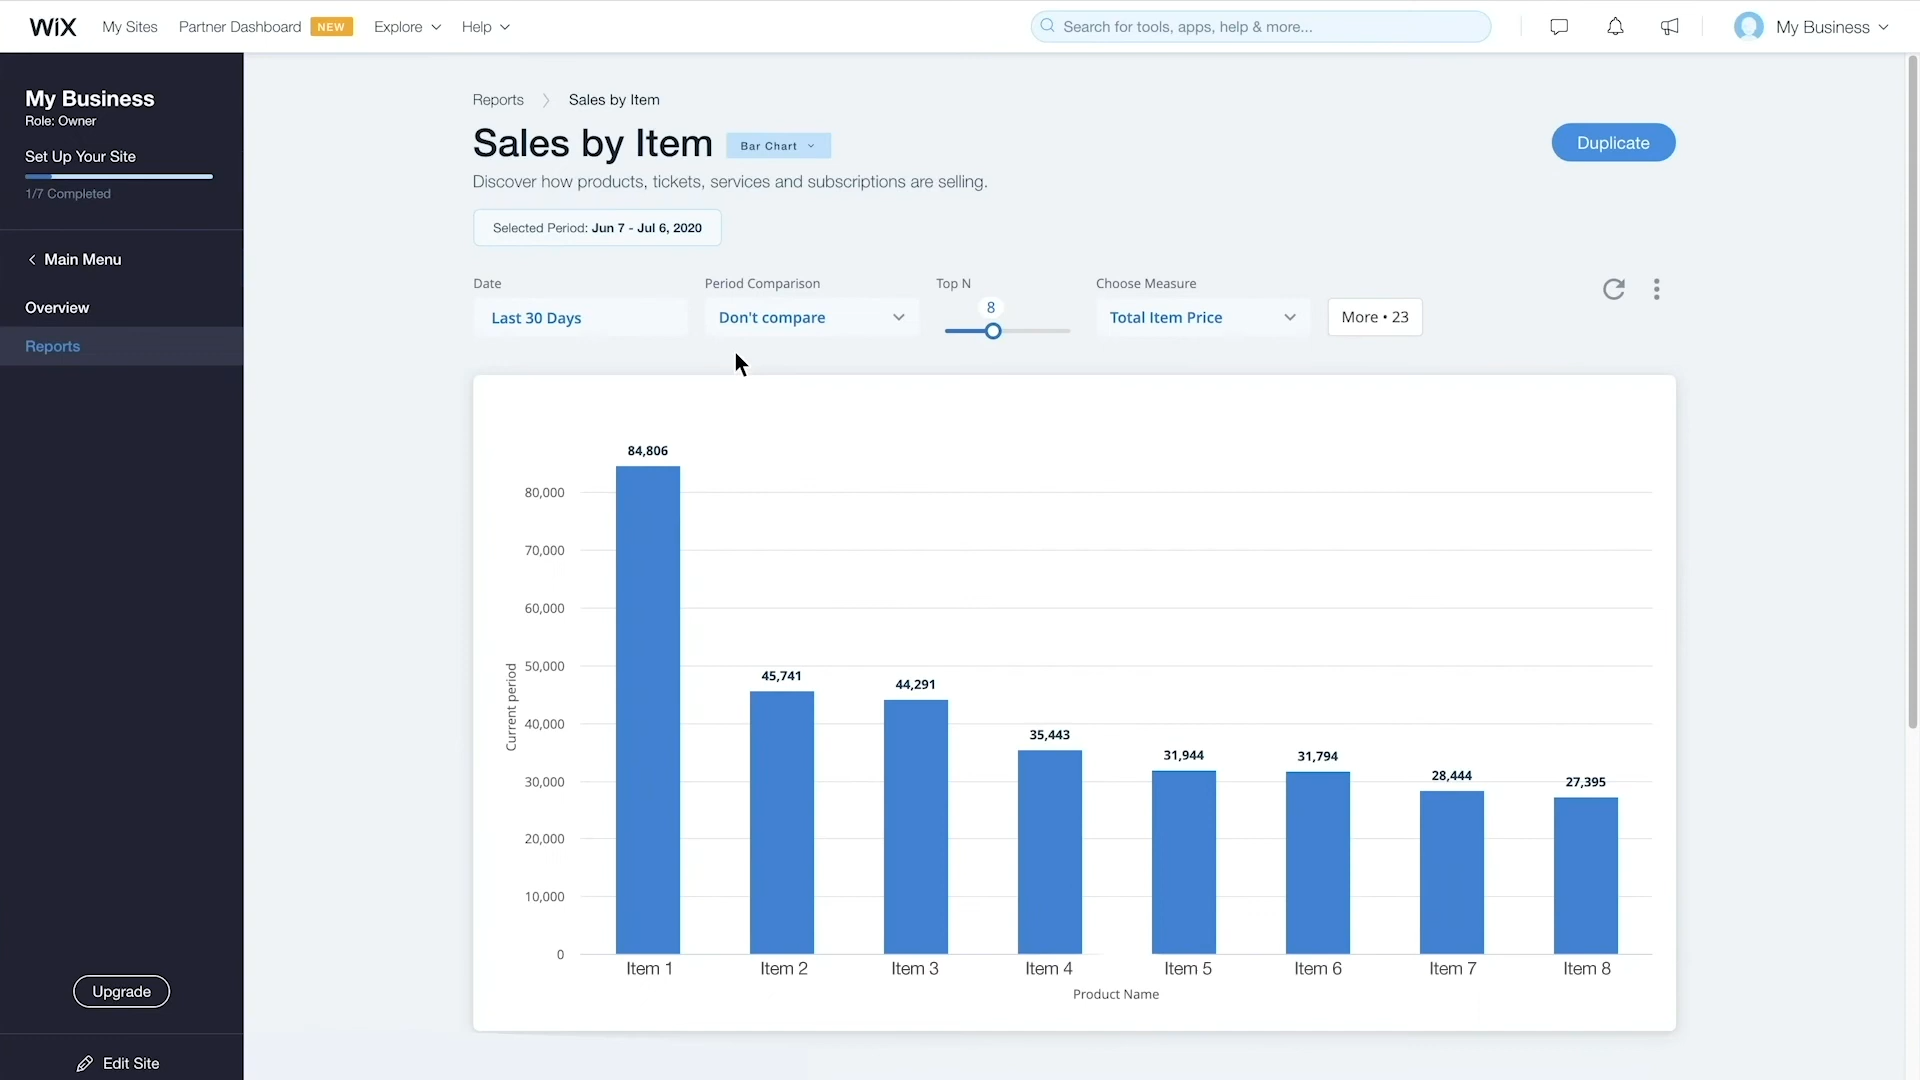 WiX My Sites Partner Dashboard NEW Explore Help Search for tools, apps, help & more... My Business
My Business
Role: Owner
Set Up Your Site
1/7 Completed
Main Menu
Overview
Reports
Upgrade
Edit Site
Reports Sales by Item
Sales by Item Bar Chart Duplicate
Discover how products, tickets, services and subscriptions are selling.
Selected Period: Jun 7 - Jul 6, 2020
Date Period Comparison Top N Choose Measure
8
Last 30 Days Don't compare Total Item Price More • 23
84,806
80,000
70,000
60,000
45,741
50,000
44,291
Current period
40,000
35,443
31,944
31,794
28,444
27,395
30,000
20,000
10,000
0
Item 1 Item 2 Item 3 Item 4 Item 5 Item 6 Item 7 Item 8
Product Name